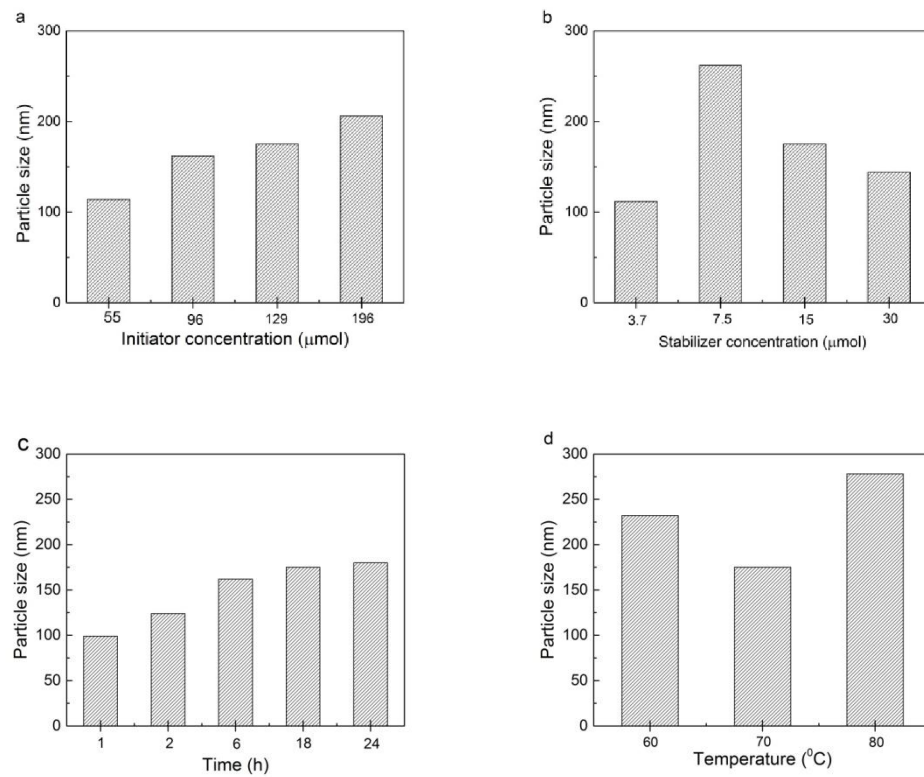 a
300
200
100
0
Particle size (nm)
55 96 129 196
Initiator concentration (μmol)
b
300
200
100
0
Particle size (nm)
3.7 7.5 15 30
Stabilizer concentration (μmol)
c
300
250
200
150
100
50
0
Particle size (nm)
1 2 6 18 24
Time (h)
d
300
250
200
150
100
50
0
Particle size (nm)
60 70 80
Temperature (⁰C)